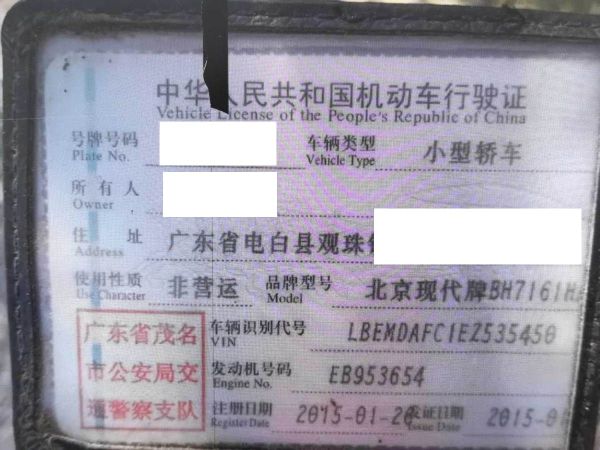 中华人民共和国机动车行驶证
Vehicle License of the People's Republic of China
号牌号码
Plate No.
车辆类型 小型轿车
Vehicle Type
所有人
Owner
住址 广东省电白县观珠
Address
使用性质 非营运 品牌型号 北京现代牌BH7161H
Use Character Model
广东省茂名
市公安局交
通警察支队
车辆识别代号 LBEMDAFC1EZ535450
VIN
发动机号码 EB953654
Engine No.
注册日期 2015-01-20 发证日期 2015-01
Register Date Issue Date